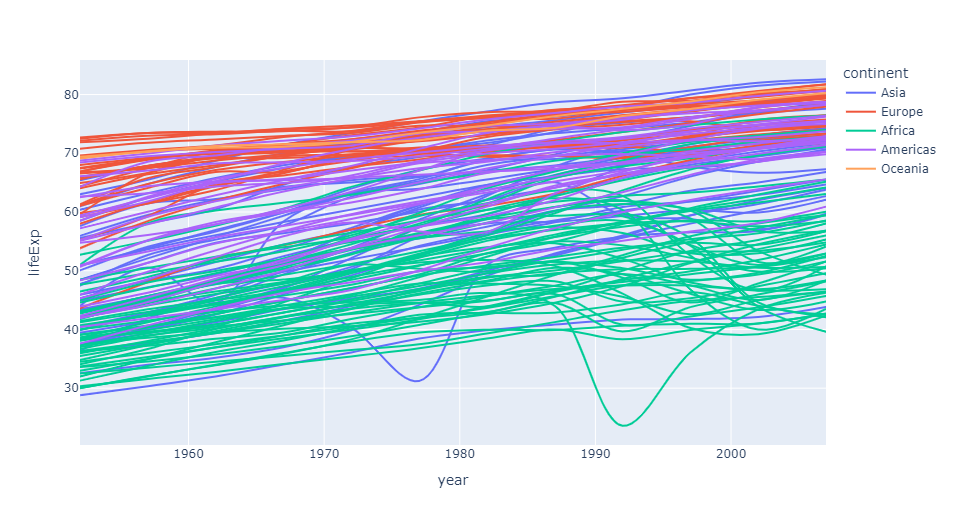 continent
Asia
Europe
Africa
Americas
Oceania
lifeExp
80
70
60
50
40
30
1960
1970
1980
1990
2000
year